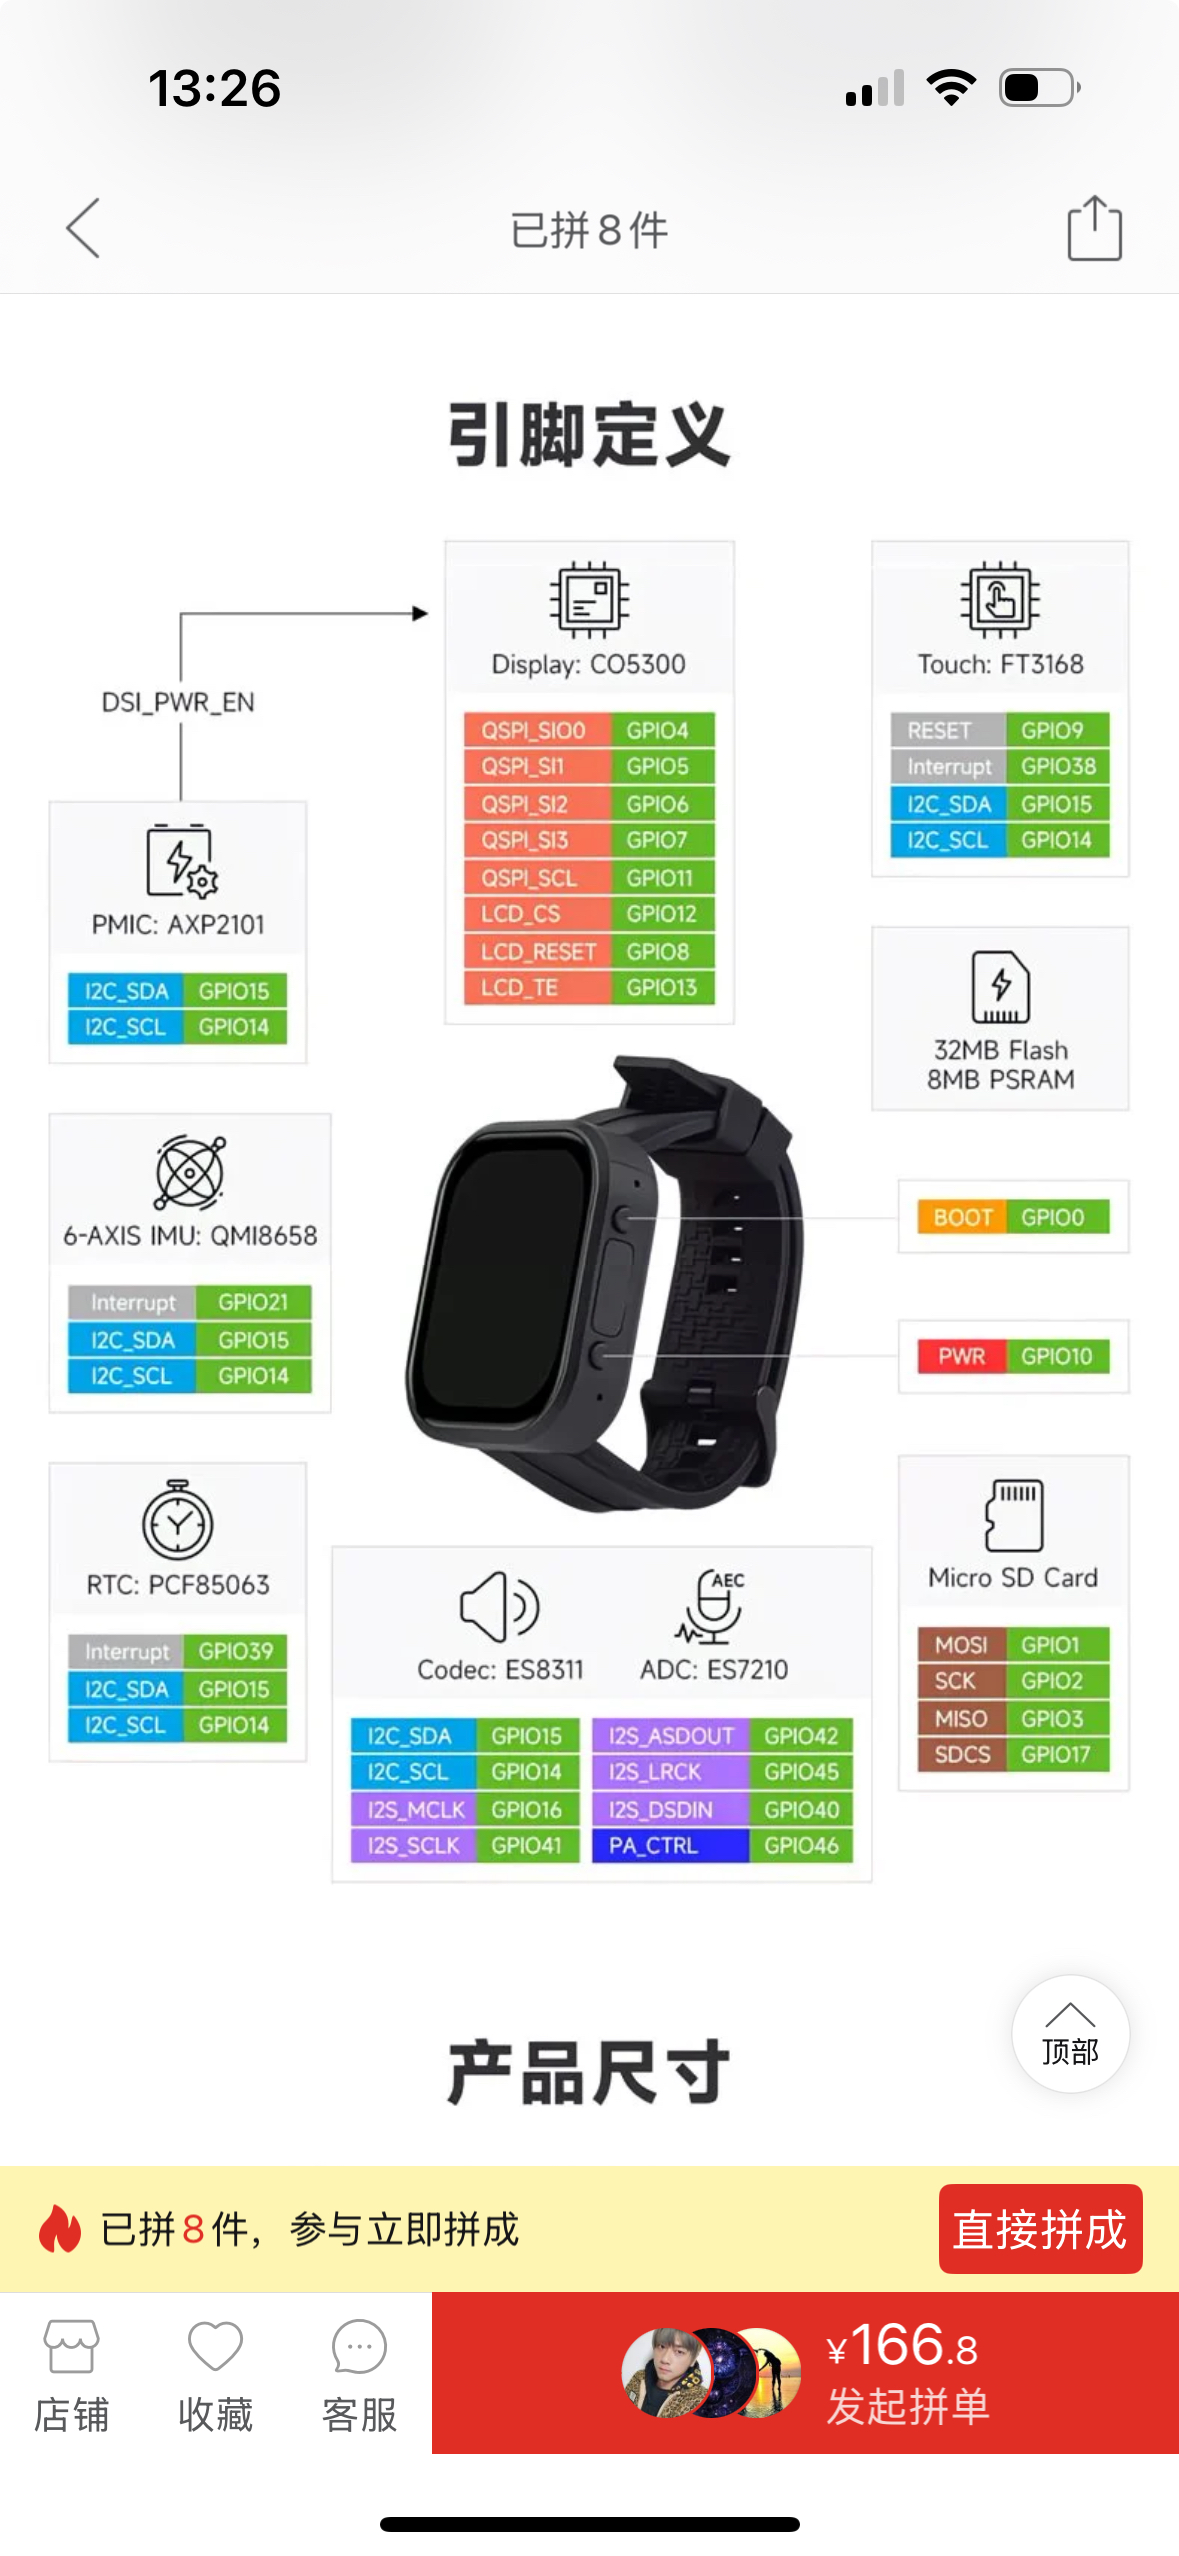 13:26
已拼8件
引脚定义
DSI_PWR_EN
Display: CO5300
QSPI_SIO0 GPIO4
QSPI_SI1 GPIO5
QSPI_SI2 GPIO6
QSPI_SI3 GPIO7
QSPI_SCL GPIO11
LCD_CS GPIO12
LCD_RESET GPIO8
LCD_TE GPIO13
Touch: FT3168
RESET GPIO9
Interrupt GPIO38
I2C_SDA GPIO15
I2C_SCL GPIO14
PMIC: AXP2101
I2C_SDA GPIO15
I2C_SCL GPIO14
32MB Flash
8MB PSRAM
6-AXIS IMU: QMI8658
Interrupt GPIO21
I2C_SDA GPIO15
I2C_SCL GPIO14
BOOT GPIO0
PWR GPIO10
RTC: PCF85063
Interrupt GPIO39
I2C_SDA GPIO15
I2C_SCL GPIO14
AEC
Codec: ES8311 ADC: ES7210
I2C_SDA GPIO15 I2S_ASDOUT GPIO42
I2C_SCL GPIO14 I2S_LRCK GPIO45
I2S_MCLK GPIO16 I2S_DSDIN GPIO40
I2S_SCLK GPIO41 PA_CTRL GPIO46
Micro SD Card
MOSI GPIO1
SCK GPIO2
MISO GPIO3
SDCS GPIO17
顶部
产品尺寸
已拼8件，参与立即拼成
直接拼成
店铺
收藏
客服
¥166.8
发起拼单